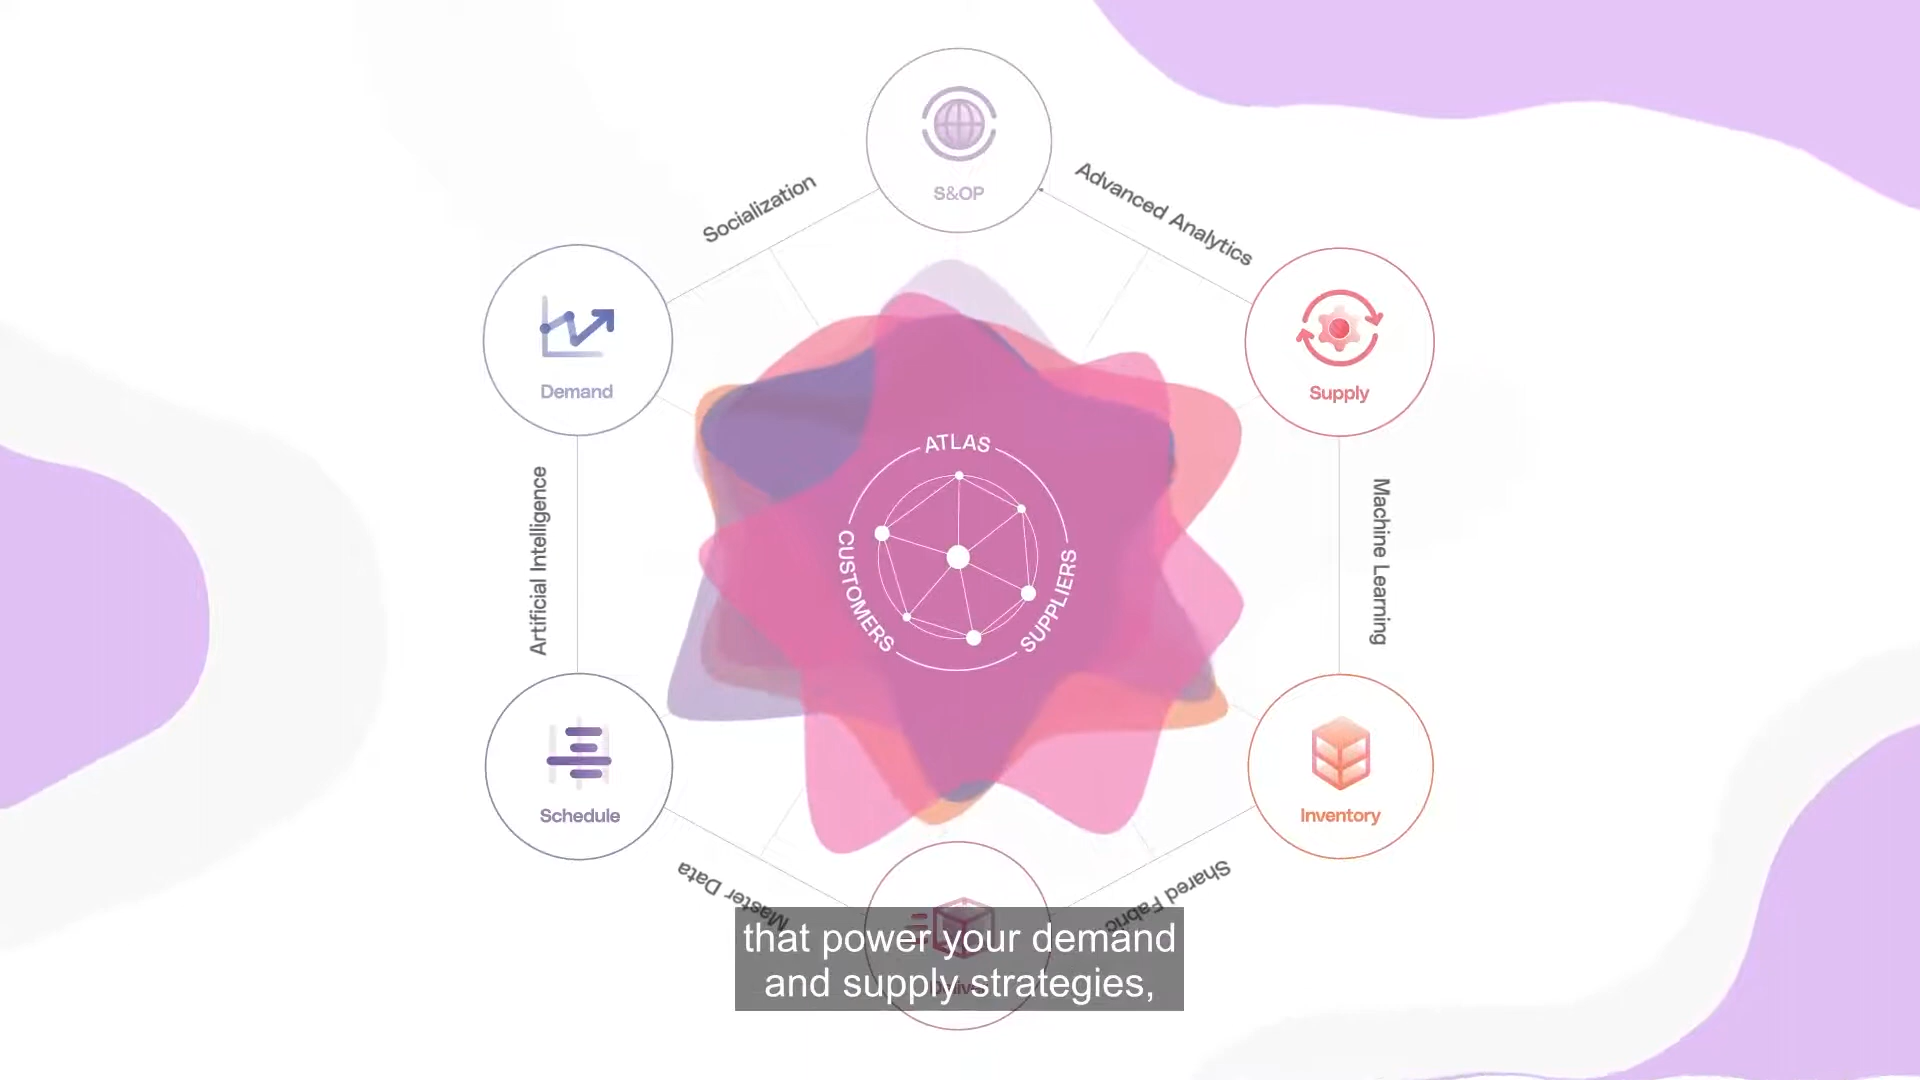 S&OP
Socialization
Advanced Analytics
Demand
Supply
ATLAS
CUSTOMERS
SUPPLIERS
Artificial Intelligence
Machine Learning
Schedule
Inventory
Master Data
Shared Fabric
that power your demand
and supply strategies,